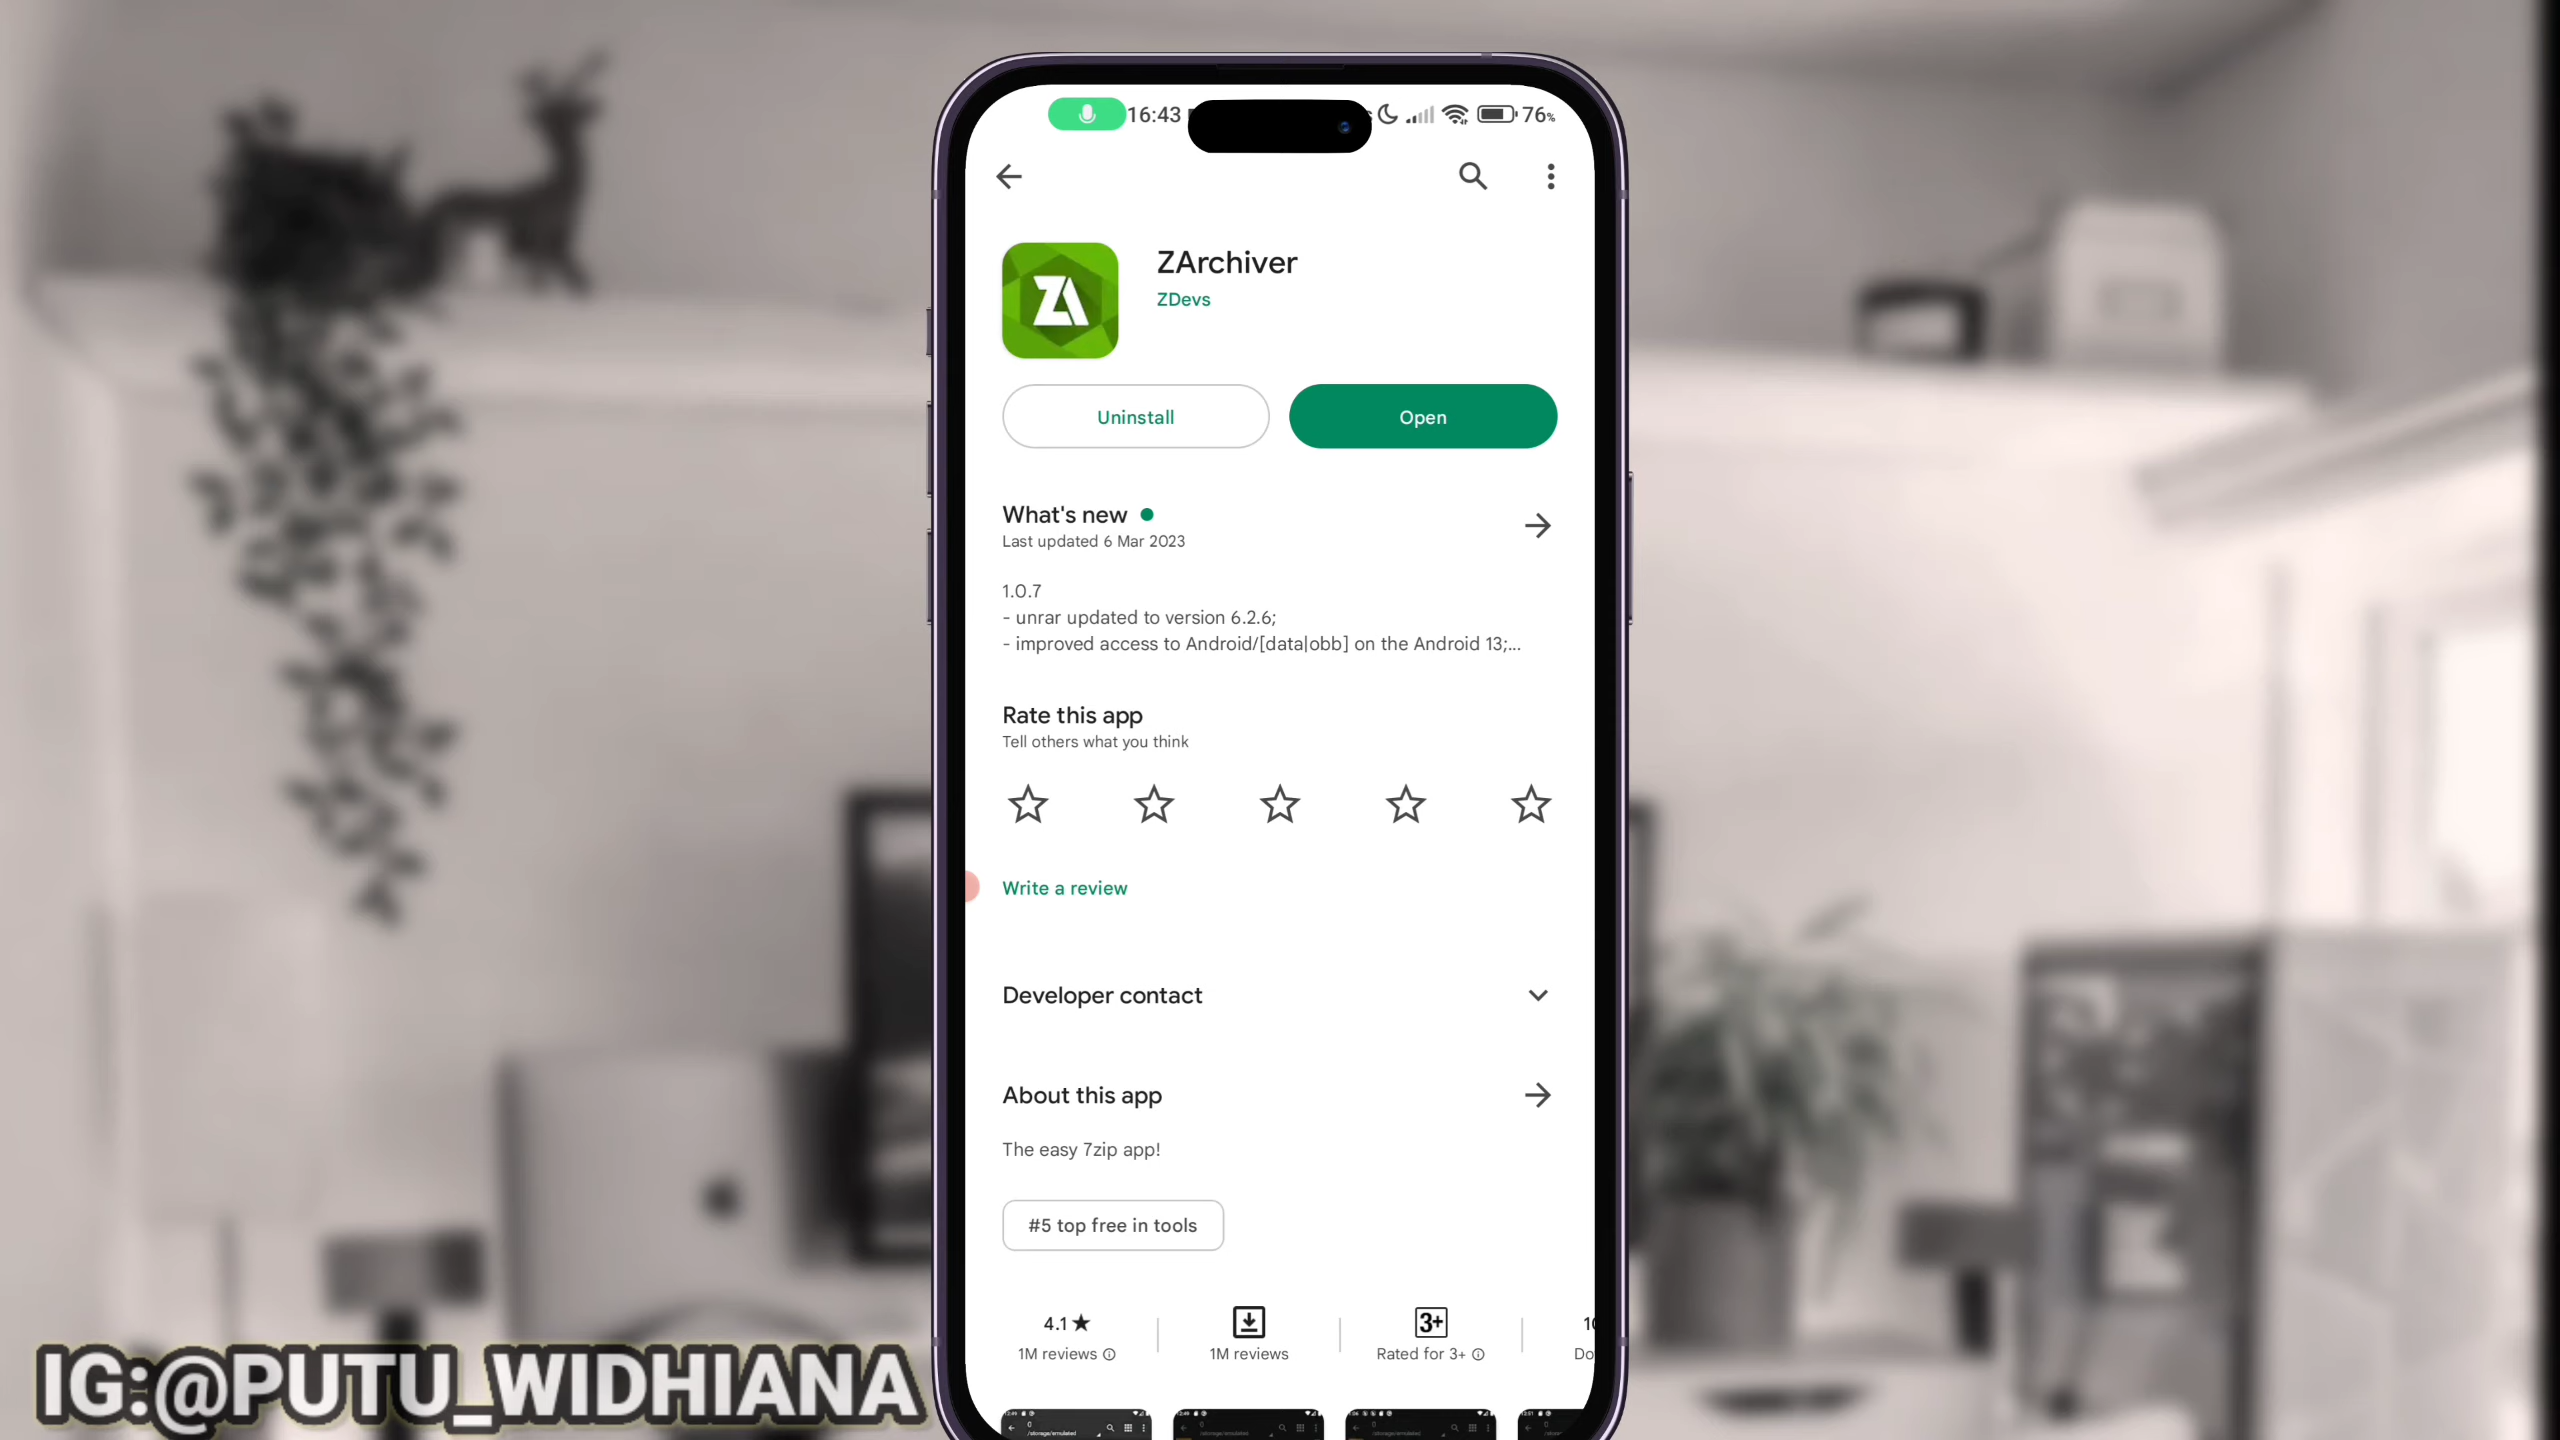 16:43
76%
ZArchiver
ZDevs
Uninstall
Open
What's new
Last updated 6 Mar 2023
1.0.7
- unrar updated to version 6.2.6;
- improved access to Android/[data|obb] on the Android 13;...
Rate this app
Tell others what you think
Write a review
Developer contact
About this app
The easy 7zip app!
#5 top free in tools
4.1★
1M reviews
1M reviews
3+
Rated for 3+
IG:@PUTU_WIDHIANA